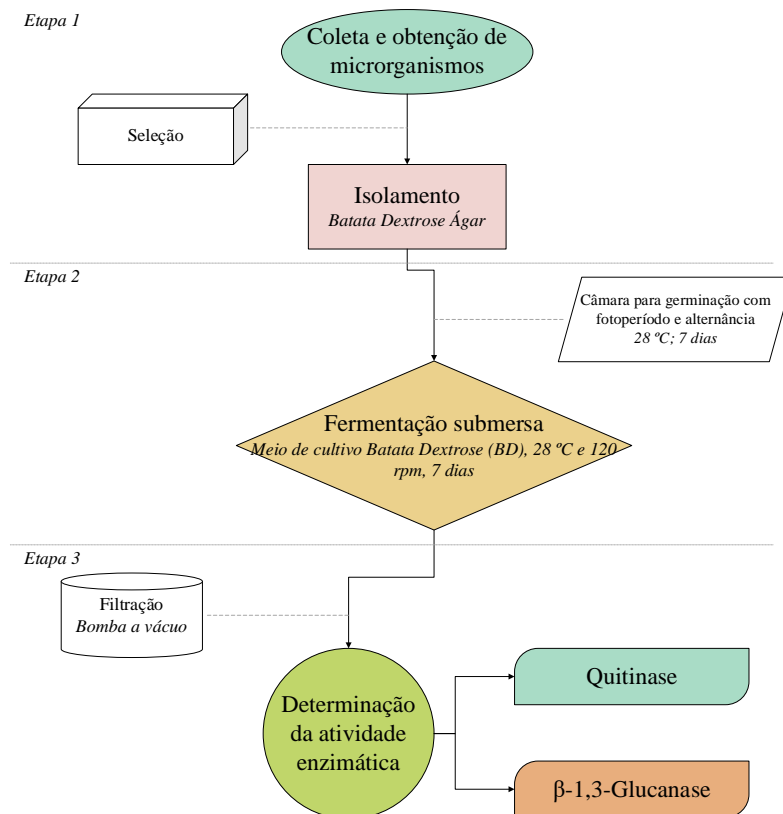 Etapa 1
Coleta e obtenção de
microrganismos
Seleção
Isolamento
Batata Dextrose Ágar
Etapa 2
Câmara para germinação com
fotoperíodo e alternância
28 ºC; 7 dias
Fermentação submersa
Meio de cultivo Batata Dextrose (BD), 28 ºC e 120
rpm, 7 dias
Etapa 3
Filtração
Bomba a vácuo
Determinação
da atividade
enzimática
Quitinase
β-1,3-Glucanase